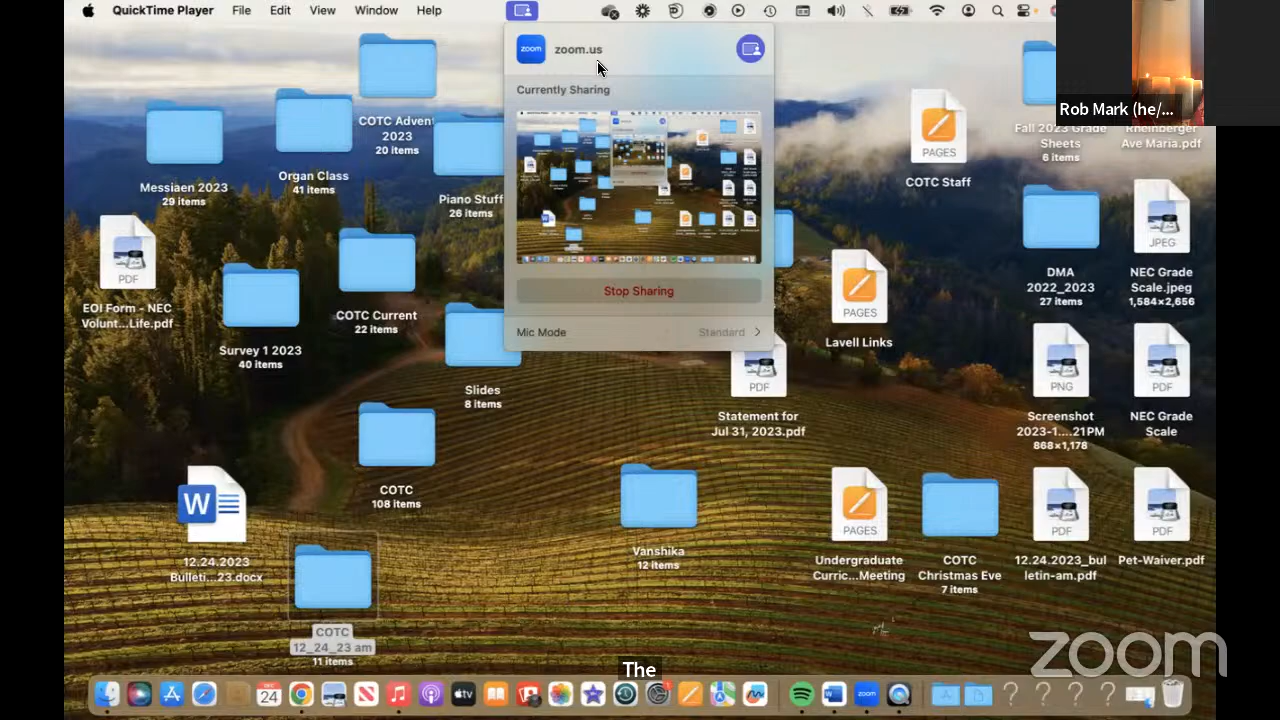 QuickTime Player File Edit View Window Help
zoom
zoom.us
Currently Sharing
Stop Sharing
Mic Mode
Standard
Rob Mark (he/...
Messiaen 2023
29 items
Organ Class
41 items
COTC Advent
2023
20 items
Piano Stuff
26 items
PDF
EOI Form - NEC
Volunt...Life.pdf
Survey 1 2023
40 items
COTC Current
22 items
Slides
8 items
COTC
108 items
W
12.24.2023
Bulleti...23.docx
COTC
12_24_23 am
11 items
Vanshika
12 items
PDF
Statement for
Jul 31, 2023.pdf
PAGES
COTC Staff
PAGES
Lavell Links
PAGES
Undergraduate
Curric...Meeting
COTC
Christmas Eve
7 items
Fall 2023 Grade
Sheets
6 items
Rheinberger
Ave Maria.pdf
DMA
2022_2023
27 items
JPEG
NEC Grade
Scale.jpeg
1,584×2,656
PNG
Screenshot
2023-1....21PM
868×1,178
PDF
NEC Grade
Scale
PDF
12.24.2023_bul
letin-am.pdf
PDF
Pet-Waiver.pdf
The
zoom
24
tv
zoom